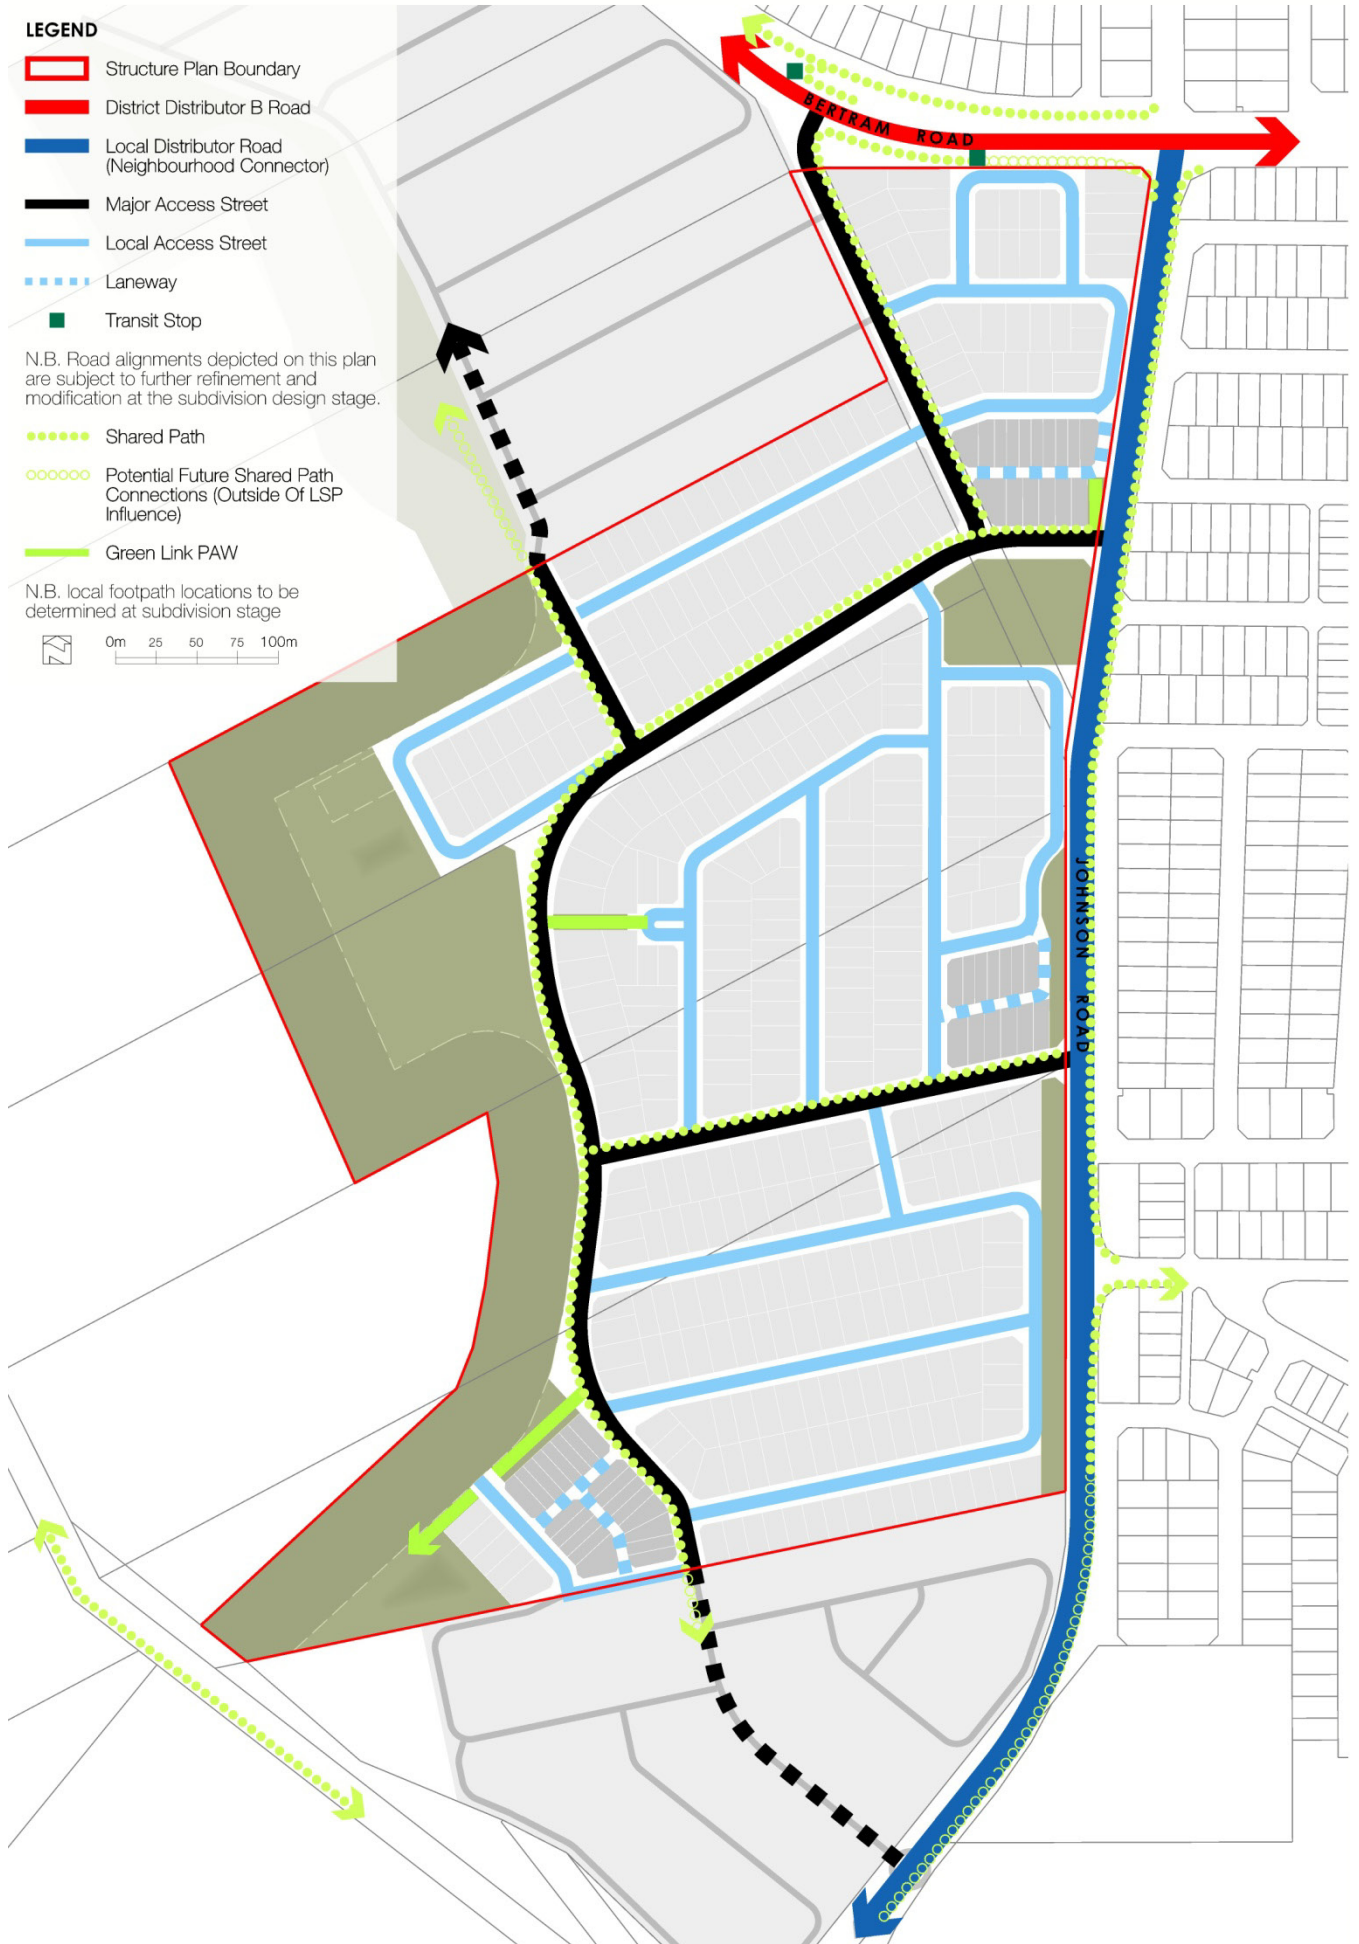 LEGEND
Structure Plan Boundary
District Distributor B Road
Local Distributor Road
(Neighbourhood Connector)
Major Access Street
Local Access Street
Laneway
Transit Stop
N.B. Road alignments depicted on this plan
are subject to further refinement and
modification at the subdivision design stage.
Shared Path
Potential Future Shared Path
Connections (Outside Of LSP
Influence)
Green Link PAW
N.B. local footpath locations to be
determined at subdivision stage
0m 25 50 75 100m
BERTRAM ROAD
JOHNSON ROAD